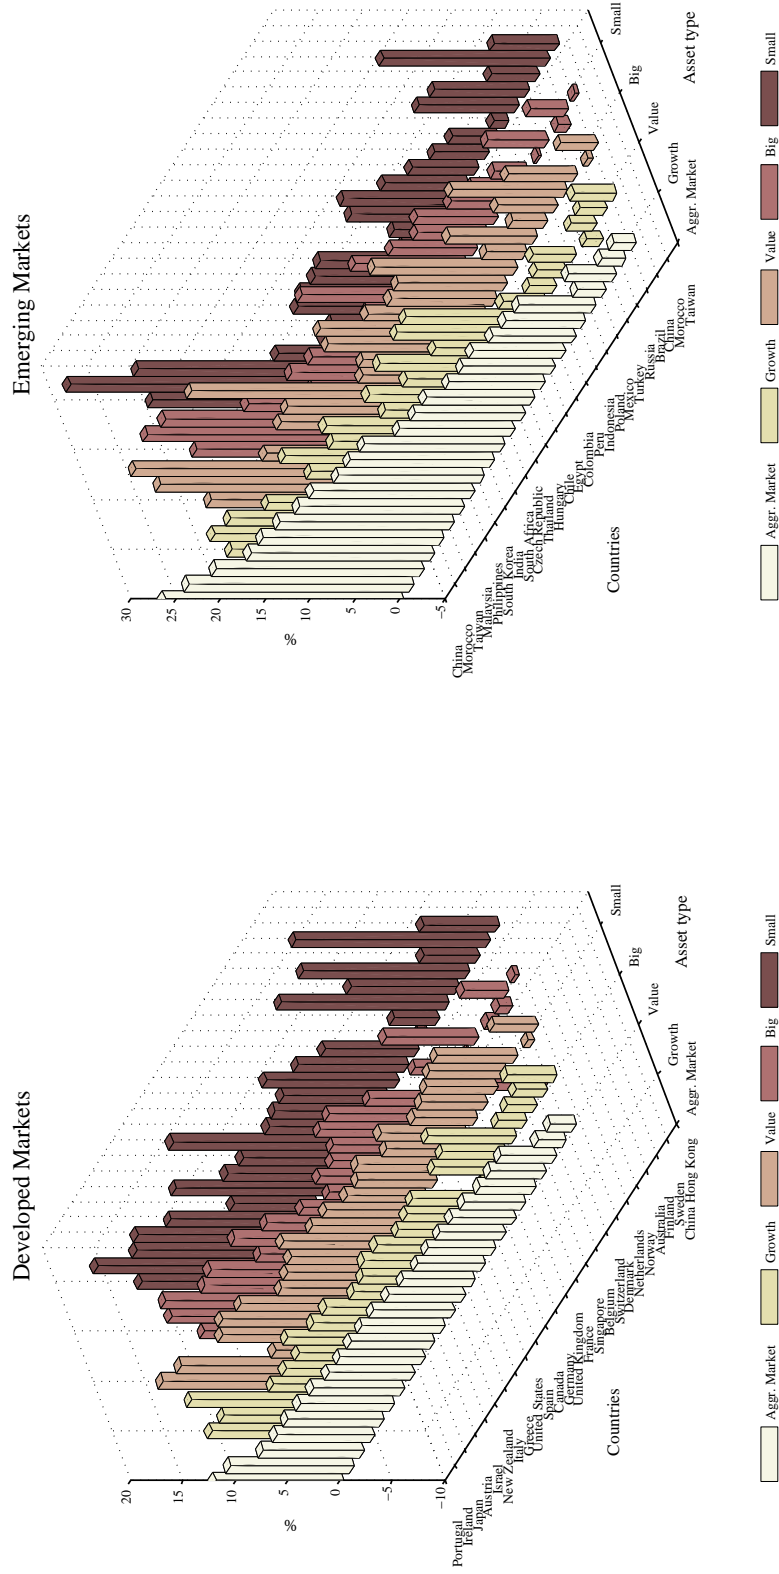 Developed Markets
20
15
10
5
0
−5
−10
%
Portugal
Ireland
Japan
Austria
Israel
New Zealand
Italy
Greece
United States
Spain
Canada
Germany
United Kingdom
France
Singapore
Belgium
Switzerland
Denmark
Netherlands
Norway
Australia
Finland
Sweden
China Hong Kong
Countries
Aggr. Market
Growth
Value
Big
Small
Asset type
Aggr. Market
Growth
Value
Big
Small
Emerging Markets
30
25
20
15
10
5
0
−5
%
China
Morocco
Taiwan
Malaysia
Philippines
South Korea
India
South Africa
Czech Republic
Thailand
Hungary
Chile
Egypt
Colombia
Peru
Indonesia
Poland
Mexico
Turkey
Russia
Brazil
China
Morocco
Taiwan
Countries
Aggr. Market
Growth
Value
Big
Small
Asset type
Aggr. Market
Growth
Value
Big
Small